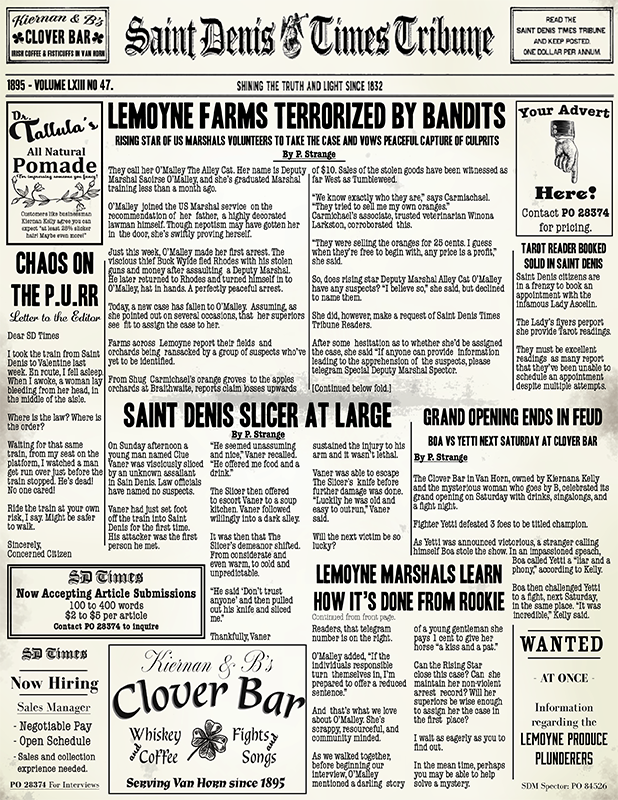 Kiernan & B's
CLOVER BAR
IRISH COFFEE & FISTICUFFS IN VAN HORN
Saint Denis Times Tribune
READ THE
SAINT DENIS TIMES TRIBUNE
AND KEEP POSTED.
ONE DOLLAR PER ANNUM.
1895 - VOLUME LXIII NO 47.
SHINING THE TRUTH AND LIGHT SINCE 1832
Dr.
Tallula's
All Natural
Pomade
"For impressing someone you fancy"
Customers like businessman
Kiernan Kelly agree you can
expect "at least 25% slicker
hair! Maybe even more!"
CHAOS ON
THE P.U.RR
Letter to the Editor
Dear SD Times
I took the train from Saint
Denis to Valentine last
week. En route, I fell asleep.
When I awoke, a woman lay
bleeding from her head, in
the middle of the aisle.
Where is the law? Where is
the order?
Waiting for that same
train, from my seat on the
platform, I watched a man
get run over just before the
train stopped. He's dead!
No one cared!
Ride the train at your own
risk, I say. Might be safer
to walk.
Sincerely,
Concerned Citizen
LEMOYNE FARMS TERRORIZED BY BANDITS
RISING STAR OF US MARSHALS VOLUNTEERS TO TAKE THE CASE AND VOWS PEACEFUL CAPTURE OF CULPRITS
By P. Strange
They call her O'Malley The Alley Cat. Her name is Deputy
Marshal Saoirse O'Malley, and she's graduated Marshal
training less than a month ago.
O'Malley joined the US Marshal service on the
recommendation of her father, a highly decorated
lawman himself. Though nepotism may have gotten her
in the door, she's swiftly proving herself.
Just this week, O'Malley made her first arrest. The
vicious thief Buck Wylde fled Rhodes with his stolen
guns and money after assaulting a Deputy Marshal.
He later returned to Rhodes and turned himself in to
O'Malley, hat in hands. A perfectly peaceful arrest.
Today, a new case has fallen to O'Malley. Assuming, as
she pointed out on several occasions, that her superiors
see fit to assign the case to her.
Farms across Lemoyne report their fields and
orchards being ransacked by a group of suspects who've
yet to be identified.
From Shug Carmichael's orange groves to the apples
orchards at Braithwaite, reports claim losses upwards
of $10. Sales of the stolen goods have been witnessed as
far West as Tumbleweed.
"We know exactly who they are," says Carmischael.
"They tried to sell me my own oranges."
Carmichael's associate, trusted veterinarian Winona
Larkston, corroborated this.
"They were selling the oranges for 25 cents. I guess
when they're free to begin with, any price is a profit,"
she said.
So, does rising star Deputy Marshal Alley Cat O'Malley
have any suspects? "I believe so," she said, but declined
to name them.
She did, however, make a request of Saint Denis Times
Tribune Readers.
After some hesitation as to whether she'd be assigned
the case, she said "If anyone can provide information
leading to the apprehension of the suspects, please
telegram Special Deputy Marshal Spector.
[Continued below fold.]
Your Advert
Here!
Contact PO 28374
for pricing.
TAROT READER BOOKED
SOLID IN SAINT DENIS
Saint Denis citizens are
in a frenzy to book an
appointment with the
infamous Lady Ascelin.
The Lady's flyers perport
she provide Tarot readings.
They must be excellent
readings as many report
that they've been unable to
schedule an appointment
despite multiple attempts.
SAINT DENIS SLICER AT LARGE
By P. Strange
On Sunday afternoon a
young man named Clue
Vaner was visciously sliced
by an unknown assailant
in Sain Denis. Law officials
have named no suspects.
Vaner had just set foot
off the train into Saint
Denis for the first time.
His attacker was the first
person he met.
"He seemed unassuming
and nice," Vaner recalled.
"He offered me food and a
drink."
The Slicer then offered
to escort Vaner to a soup
kitchen. Vaner followed
willingly into a dark alley.
It was then that The
Slicer's demeanor shifted.
From considerate and
even warm, to cold and
unpredictable.
"He said 'Don't trust
anyone' and then pulled
out his knife and sliced
me."
Thankfully, Vaner
sustained the injury to his
arm and it wasn't lethal.
Vaner was able to escape
The Slicer's knife before
further damage was done.
"Luckily he was old and
easy to outrun," Vaner
said.
Will the next victim be so
lucky?
GRAND OPENING ENDS IN FEUD
BOA VS YETTI NEXT SATURDAY AT CLOVER BAR
By P. Strange
The Clover Bar in Van Horn, owned by Kiernana Kelly
and the mysterious woman who goes by B, celebrated its
grand opening on Saturday with drinks, singalongs, and
a fight night.
Fighter Yetti defeated 3 foes to be titled champion.
As Yetti was announced victorious, a stranger calling
himself Boa stole the show. In an impassioned speach,
Boa called Yetti a "liar and a
phony," according to Kelly.
Boa then challenged Yetti
to a fight, next Saturday,
in the same place. "It was
incredible," Kelly said.
SD Times
Now Accepting Article Submissions
100 to 400 words
$2 to $5 per article
Contact PO 28374 to inquire
SD Times
Now Hiring
Sales Manager
- Negotiable Pay
- Open Schedule
- Sales and collection
exprience needed.
PO 28374 For Interviews
Kiernan & B's
Clover Bar
Whiskey and Coffee
Fights and Songs
Serving Van Horn since 1895
LEMOYNE MARSHALS LEARN
HOW IT'S DONE FROM ROOKIE
Continued from front page.
Readers, that telegram
number is on the right.
O'Malley added, "If the
individuals responsible
turn themselves in, I'm
prepared to offer a reduced
sentence."
And that's what we love
about O'Malley. She's
scrappy, resourceful, and
community minded.
As we walked together,
before beginning our
interview, O'Malley
mentioned a darling story
of a young gentleman she
pays 1 cent to give her
horse "a kiss and a pat."
Can the Rising Star
close this case? Can she
maintain her non-violent
arrest record? Will her
superiors be wise enough
to assign her the case in
the first place?
I wait as eagerly as you to
find out.
In the mean time, perhaps
you may be able to help
solve a mystery.
WANTED
- AT ONCE -
Information
regarding the
LEMOYNE PRODUCE
PLUNDERERS
SDM Spector: PO 84526